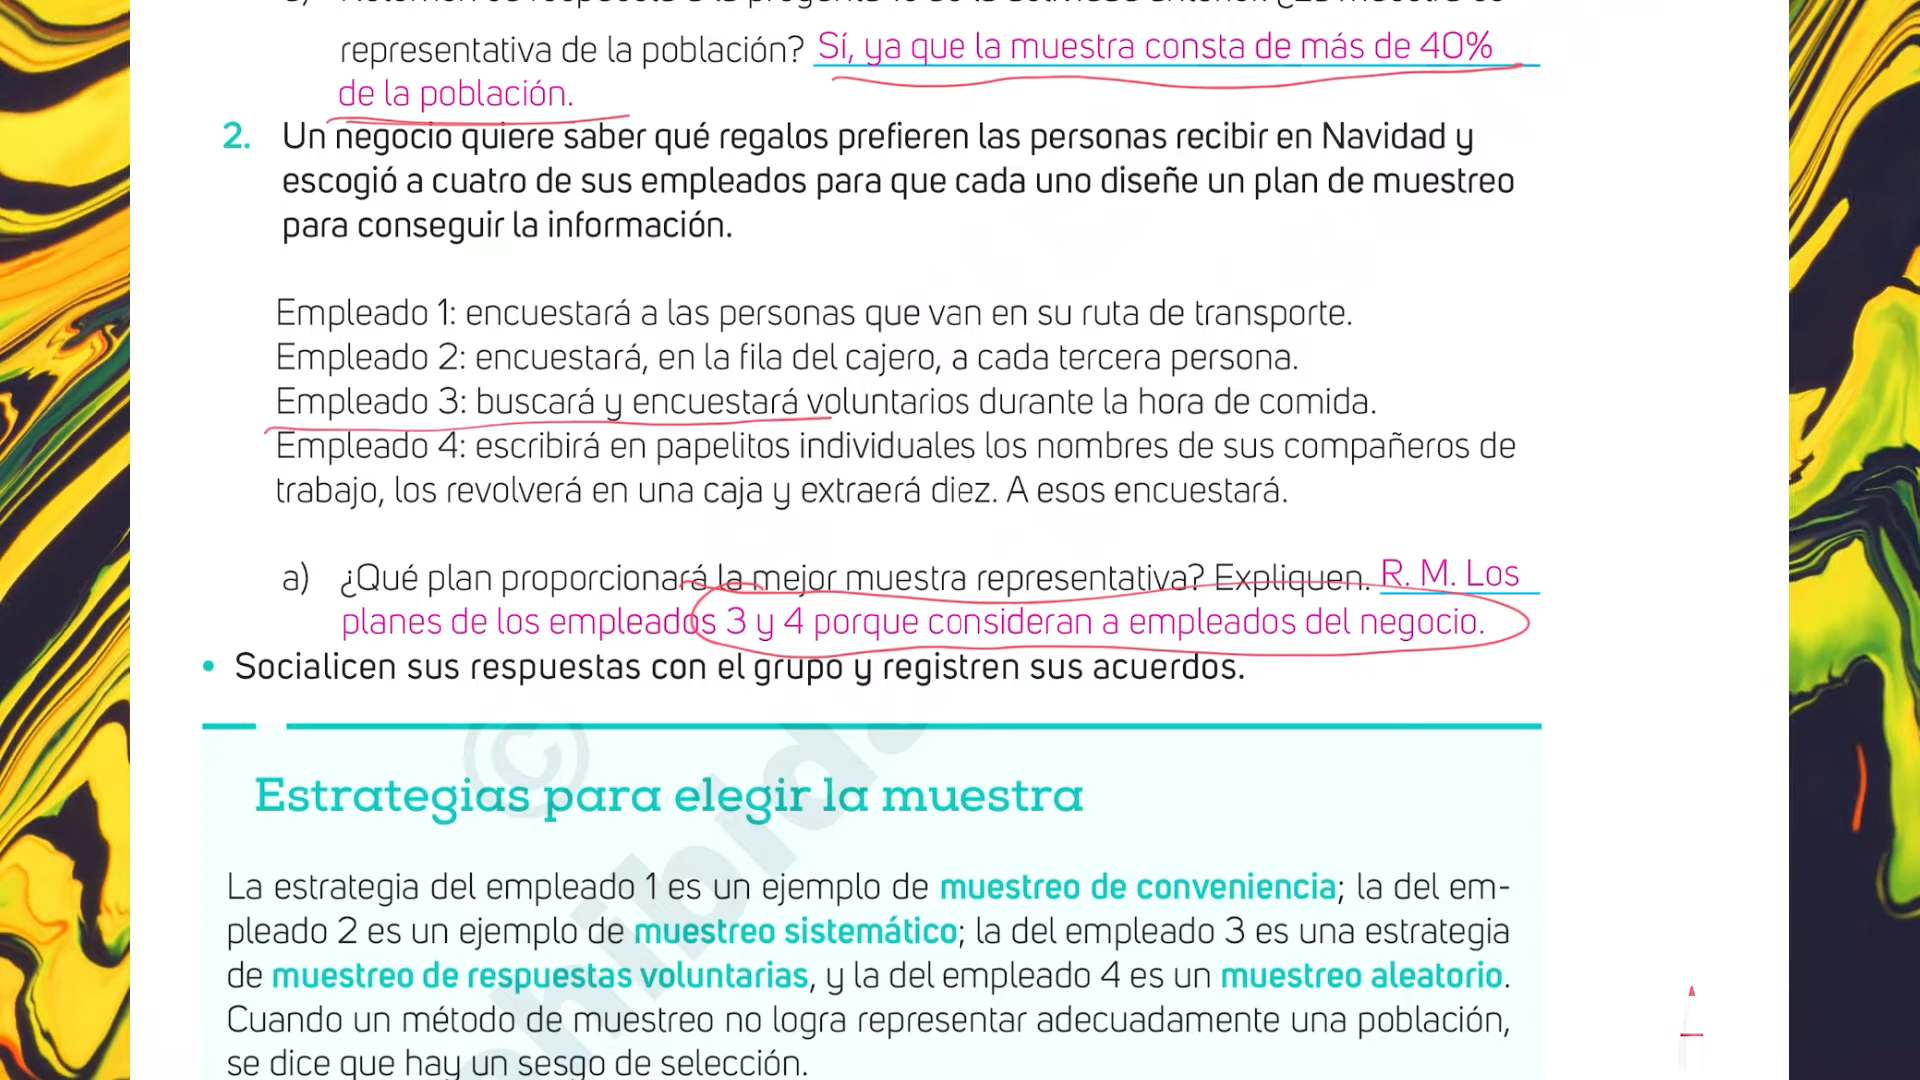 representativa de la población? Sí, ya que la muestra consta de más de 40%
de la población.
2. Un negocio quiere saber qué regalos prefieren las personas recibir en Navidad y
escogió a cuatro de sus empleados para que cada uno diseñe un plan de muestreo
para conseguir la información.
Empleado 1: encuestará a las personas que van en su ruta de transporte.
Empleado 2: encuestará, en la fila del cajero, a cada tercera persona.
Empleado 3: buscará y encuestará voluntarios durante la hora de comida.
Empleado 4: escribirá en papelitos individuales los nombres de sus compañeros de
trabajo, los revolverá en una caja y extraerá diez. A esos encuestará.
a) ¿Qué plan proporcionará la mejor muestra representativa? Expliquen. R. M. Los
planes de los empleados 3 y 4 porque consideran a empleados del negocio.
• Socialicen sus respuestas con el grupo y registren sus acuerdos.
Estrategias para elegir la muestra
La estrategia del empleado 1 es un ejemplo de muestreo de conveniencia; la del em-
pleado 2 es un ejemplo de muestreo sistemático; la del empleado 3 es una estrategia
de muestreo de respuestas voluntarias, y la del empleado 4 es un muestreo aleatorio.
Cuando un método de muestreo no logra representar adecuadamente una población,
se dice que hay un sesgo de selección.